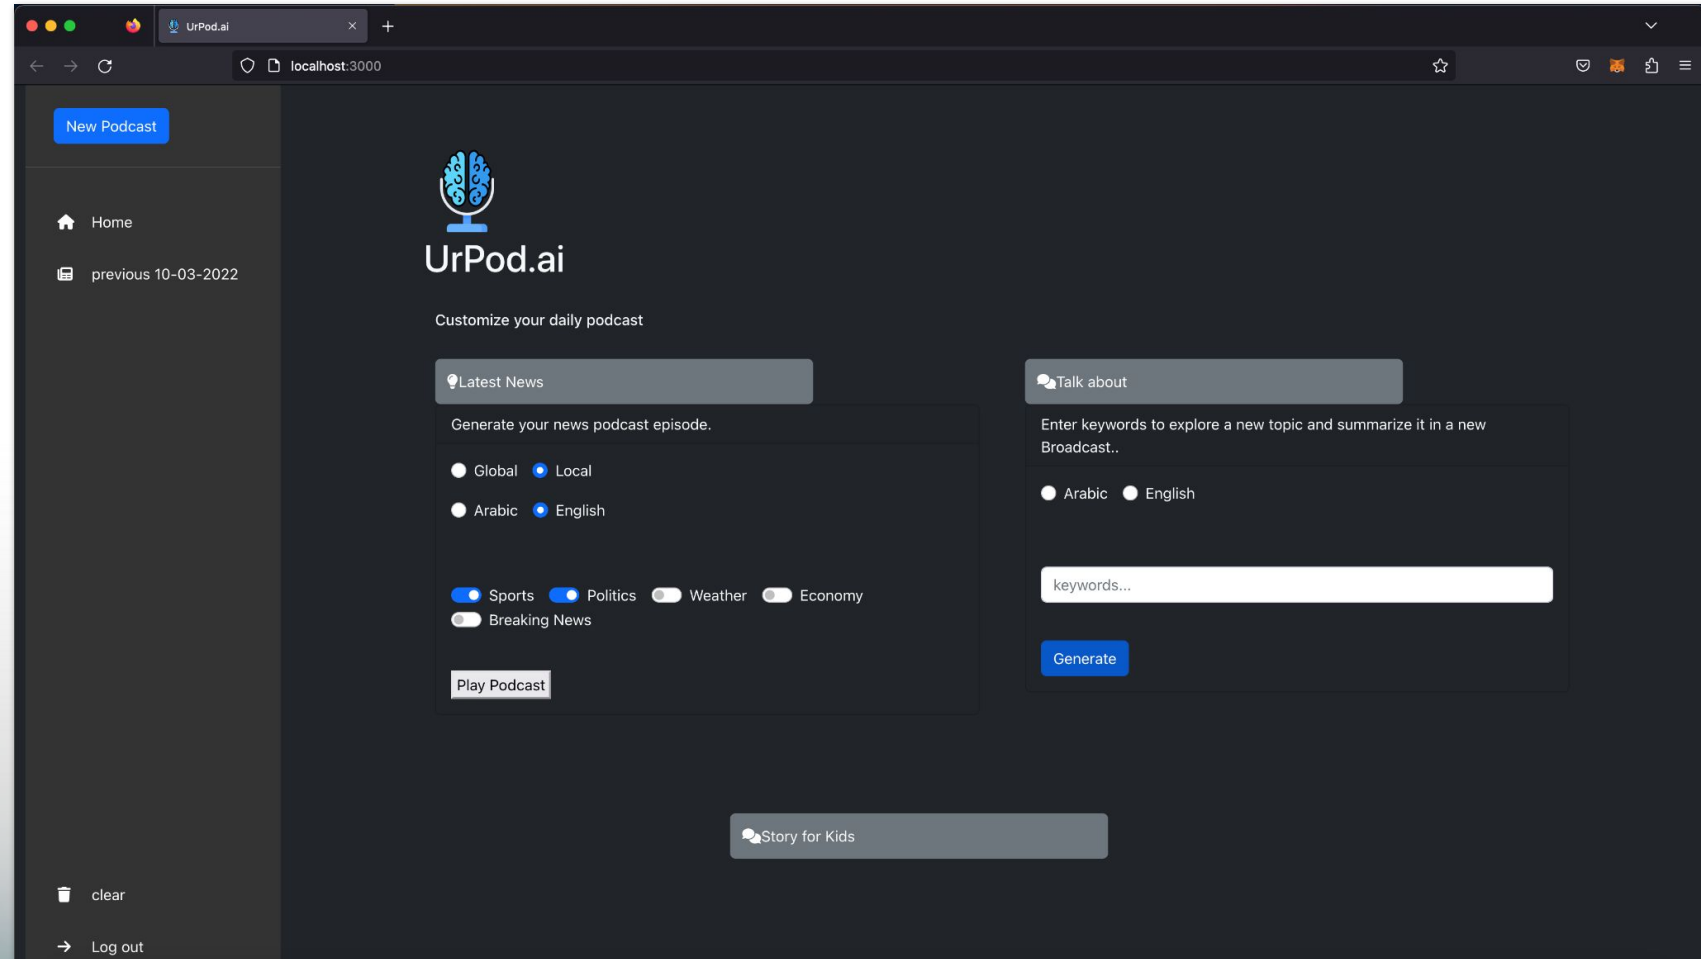 UrPod.ai
localhost:3000
New Podcast
Home
previous 10-03-2022
clear
Log out
UrPod.ai
Customize your daily podcast
Latest News
Generate your news podcast episode.
Global Local
Arabic English
Sports Politics Weather Economy
Breaking News
Play Podcast
Talk about
Enter keywords to explore a new topic and summarize it in a new
Broadcast..
Arabic English
keywords...
Generate
Story for Kids